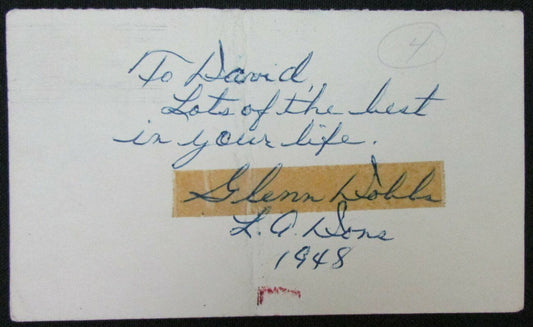 4
To David,
Lots of the best
in your life.
Glenn Dobbs
L.A. Dons
1948